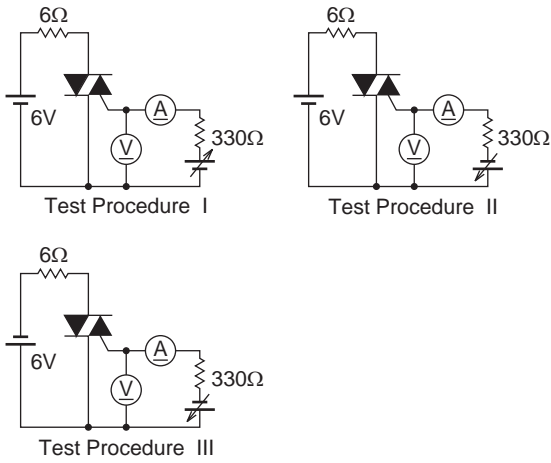 6Ω
6V
A
V
330Ω
Test Procedure I
6Ω
6V
A
V
330Ω
Test Procedure II
6Ω
6V
A
V
330Ω
Test Procedure III